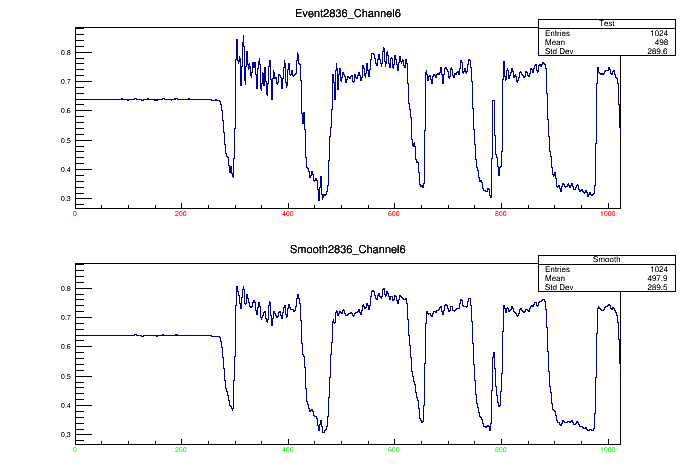 Event2836_Channel6
Test
Entries 1024
Mean 498
Std Dev 289.6
0.8
0.7
0.6
0.5
0.4
0.3
0 200 400 600 800 1000
Smooth2836_Channel6
Smooth
Entries 1024
Mean 497.9
Std Dev 289.5
0.8
0.7
0.6
0.5
0.4
0.3
0 200 400 600 800 1000